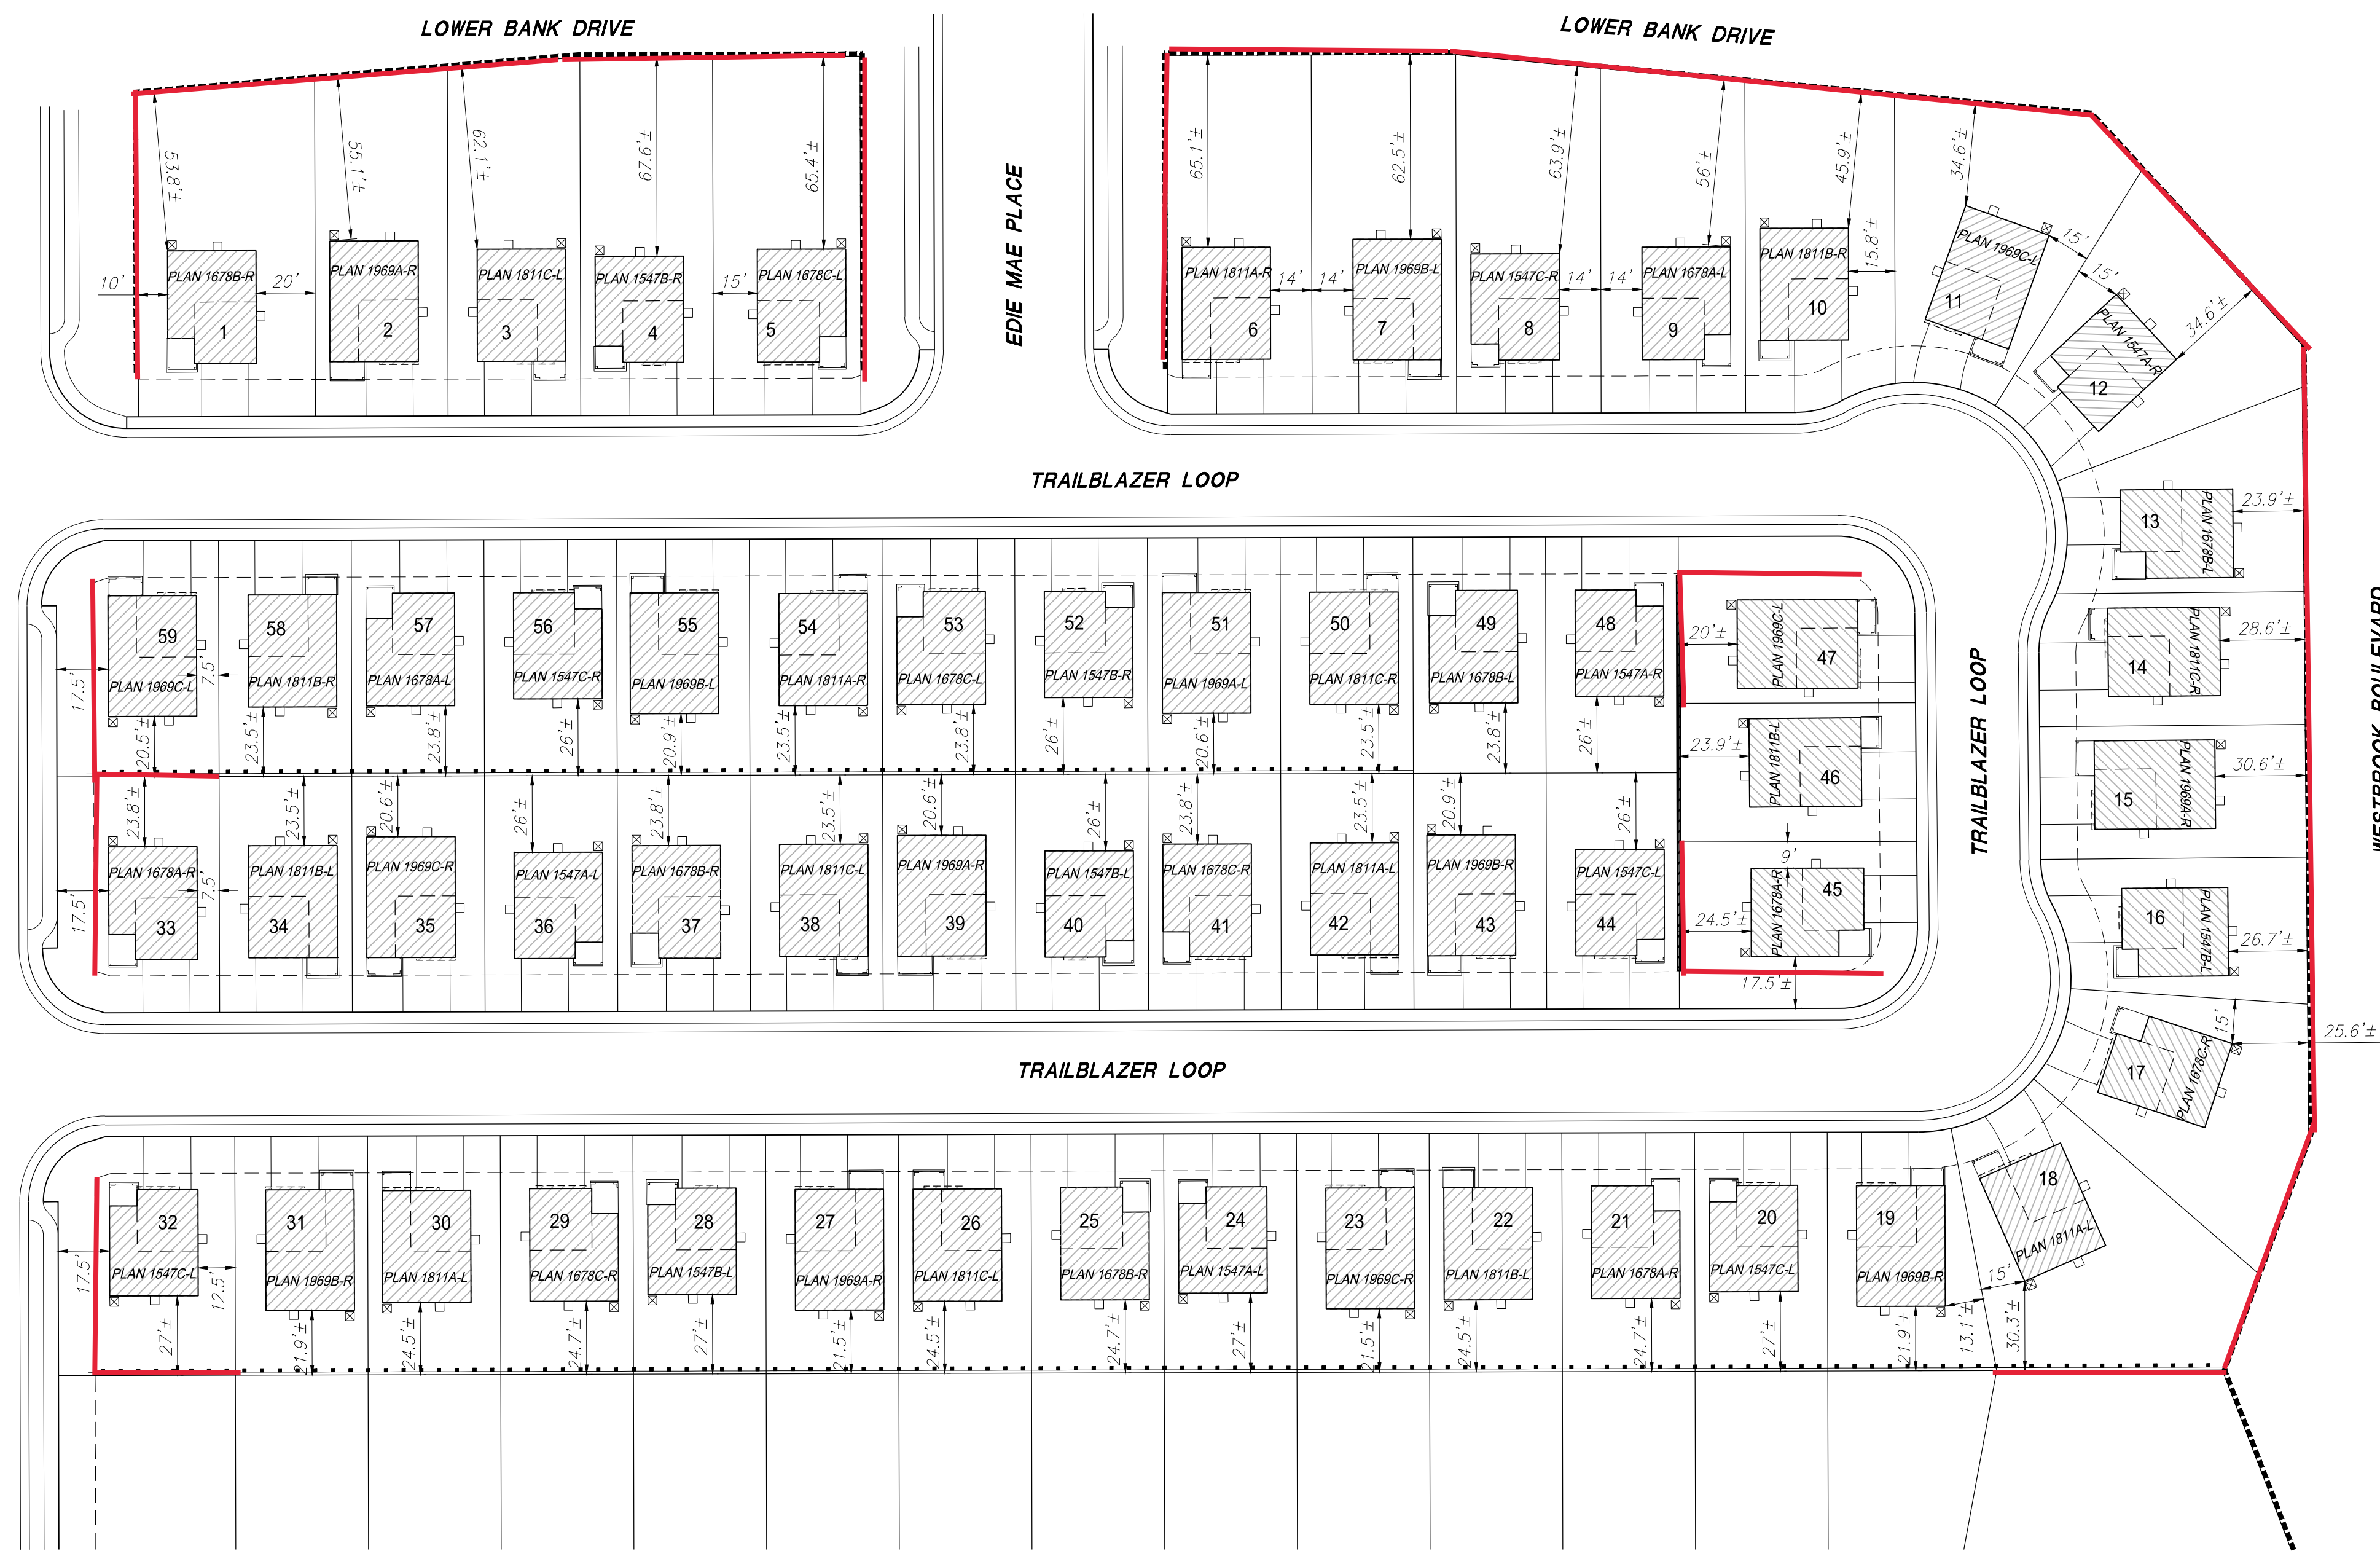 LOWER BANK DRIVE
LOWER BANK DRIVE
53.8'±
55.1'±
62.1'±
67.9'±
65.4'±
EDIE MAE PLACE
65.1'±
62.5'±
63.9'±
56'±
45.9'±
34.6'±
10'
PLAN 1678B-R
1
20'
PLAN 1969A-R
2
PLAN 1811C-L
3
PLAN 1547B-R
4
15'
PLAN 1678C-L
5
PLAN 1811A-R
6
14'
14'
PLAN 1969B-L
7
PLAN 1547C-R
8
14'
14'
PLAN 1678A-L
9
PLAN 1811B-R
10
15.8'±
PLAN 1969C-L
11
15'
15'
PLAN 1547A-R
12
34.6'±
TRAILBLAZER LOOP
13
PLAN 1678B-L
23.9'±
14
PLAN 1811C-R
28.6'±
15
PLAN 1969A-R
30.6'±
16
PLAN 1547B-L
26.7'±
17
PLAN 1678C-R
15'
25.6'±
WESTBROOK BOULEVARD
TRAILBLAZER LOOP
17.5'
59
PLAN 1969C-L
7.5'
20.5'±
58
PLAN 1811B-R
23.5'±
57
PLAN 1678A-L
23.8'±
56
PLAN 1547C-R
26'±
55
PLAN 1969B-L
20.9'±
54
PLAN 1811A-R
23.5'±
53
PLAN 1678C-L
23.8'±
52
PLAN 1547B-R
26'±
51
PLAN 1969A-L
20.6'±
50
PLAN 1811C-R
23.5'±
49
PLAN 1678B-L
23.8'±
48
PLAN 1547A-R
26'±
20'±
PLAN 1969C-L
47
23.9'±
PLAN 1811B-L
46
9'
24.5'±
PLAN 1678A-R
45
17.5'±
17.5'
23.8'±
PLAN 1678A-R
33
7.5'
23.5'±
PLAN 1811B-L
34
20.6'±
PLAN 1969C-R
35
26'±
PLAN 1547A-L
36
23.8'±
PLAN 1678B-R
37
23.5'±
PLAN 1811C-L
38
20.6'±
PLAN 1969A-R
39
26'±
PLAN 1547B-L
40
23.8'±
PLAN 1678C-R
41
23.5'±
PLAN 1811A-L
42
20.9'±
PLAN 1969B-R
43
26'±
PLAN 1547C-L
44
TRAILBLAZER LOOP
17.5'
32
PLAN 1547C-L
12.5'
27'±
31
PLAN 1969B-R
21.9'±
30
PLAN 1811A-L
24.5'±
29
PLAN 1678C-R
24.7'±
28
PLAN 1547B-L
27'±
27
PLAN 1969A-R
21.5'±
26
PLAN 1811C-L
24.5'±
25
PLAN 1678B-R
24.7'±
24
PLAN 1547A-L
27'±
23
PLAN 1969C-R
21.5'±
22
PLAN 1811B-L
24.5'±
21
PLAN 1678A-R
24.7'±
20
PLAN 1547C-L
27'±
19
PLAN 1969B-R
21.9'±
13.1'±
18
PLAN 1811A-L
15'
30.3'±